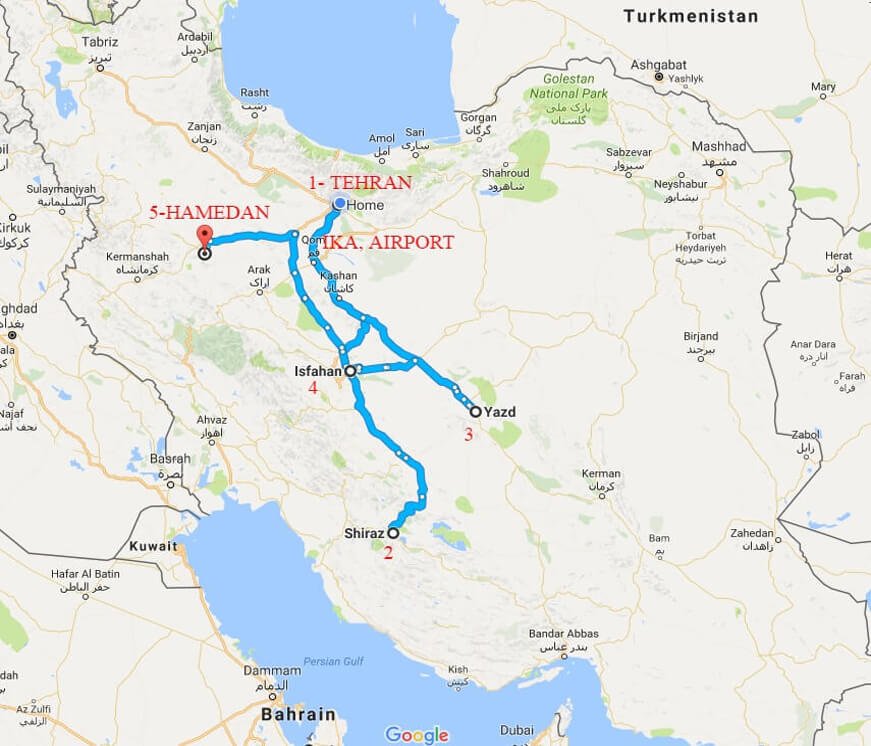 Turkmenistan
Ardabil
اردبیل
Tabriz
تبریز
Ashgabat
Yashlyk
Golestan
National Park
پارک ملی
گلستان
Mary
Rasht
رشت
Gorgan
گرگان
Zanjan
زنجان
Amol
آمل
Sari
ساری
Mashhad
مشهد
Sabzevar
سبزوار
Shahroud
شاهرود
Neyshabur
نیشابور
Sulaymaniyah
السليمانية
1- TEHRAN
Home
5-HAMEDAN
Kirkuk
كركوك
Qom
قم
IKA, AIRPORT
Torbat
Heydariyeh
تربت حیدریه
Kermanshah
کرمانشاه
Herat
هرات
Arak
اراک
Kashan
کاشان
ghdad
بغداد
Birjand
بیرجند
Anar Dara
انار دره
Isfahan
4
Farah
فراه
Najaf
Yazd
3
Ahvaz
اهواز
Zabol
زابل
Basrah
بصرة
Kerman
کرمان
Shiraz
2
Kuwait
Bam
بم
Zahedan
زاهدان
Hafar Al Batin
حفر الباطن
Bandar Abbas
بندر عباس
Persian Gulf
Kish
کیش
Dammam
الدمام
Az Zulfi
الزلفي
Bahrain
Google
Dubai